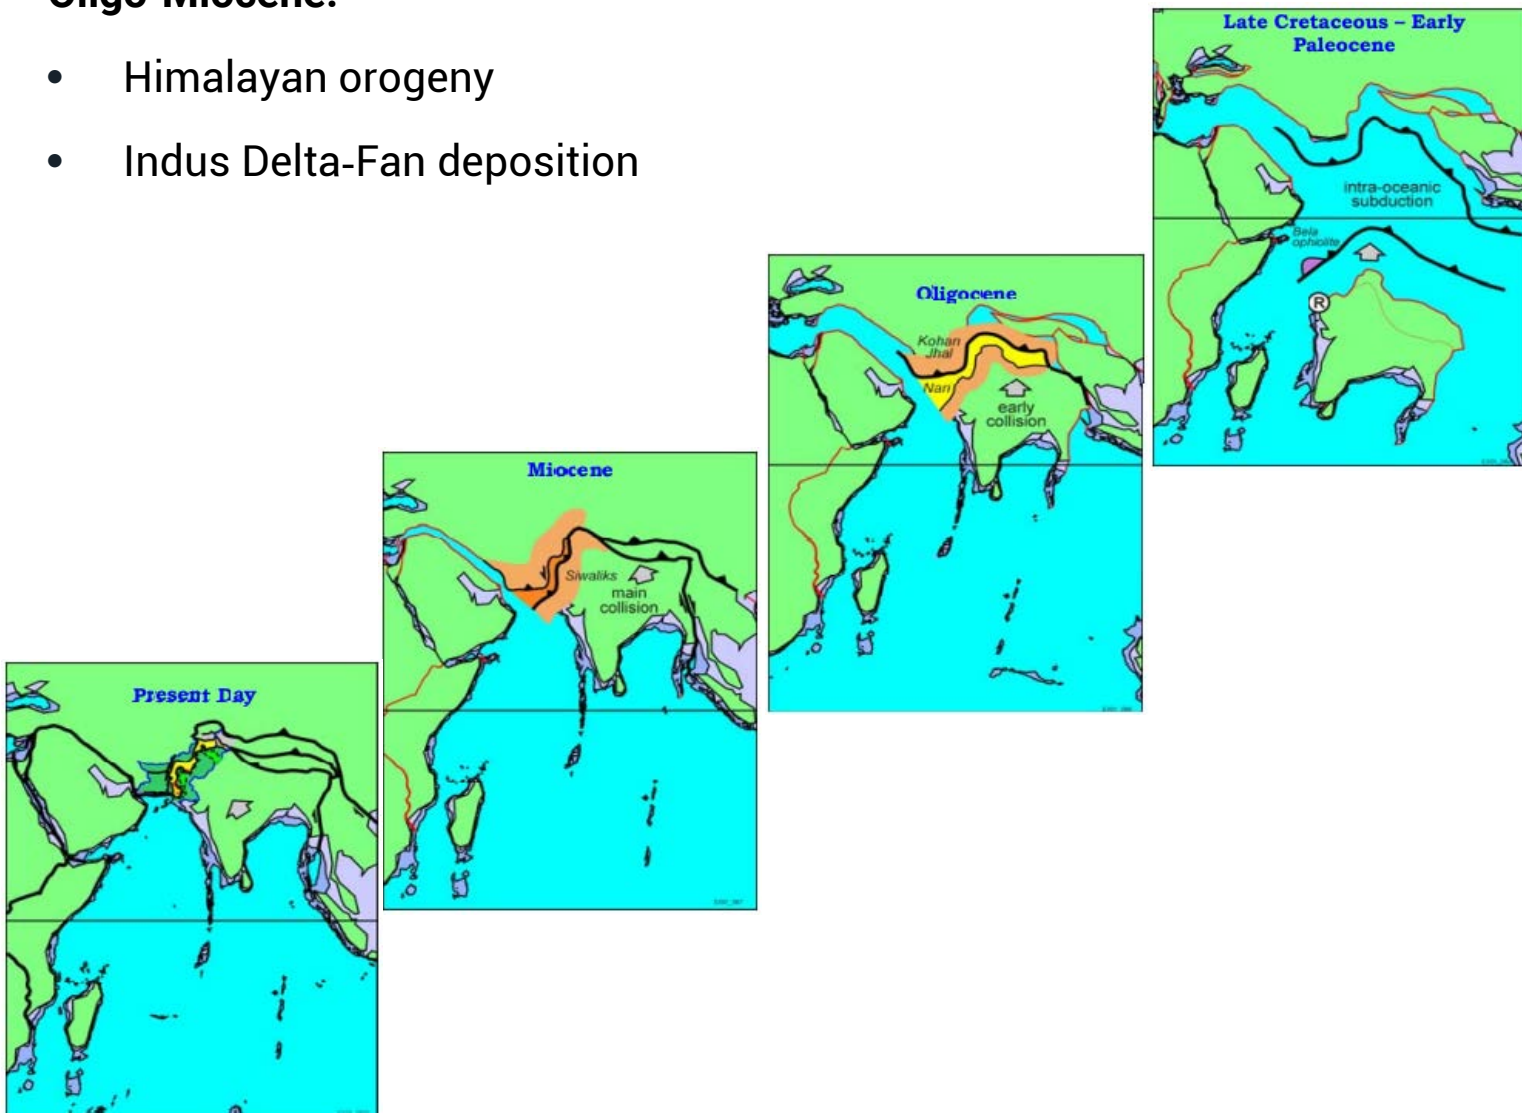 Oligo-Miocene:
• Himalayan orogeny
• Indus Delta-Fan deposition
Late Cretaceous – Early
Paleocene
intra-oceanic
subduction
Bela
ophiolite
R
Oligocene
Kohan
Jhal
Nari
early
collision
Miocene
Siwaliks
main
collision
Present Day